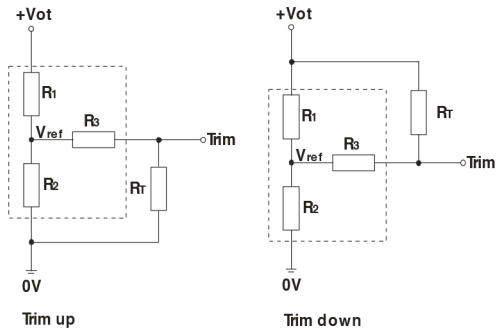 +Vot
R1
Vref
R3
Trim
R2
RT
0V
Trim up
+Vot
R1
RT
Vref
R3
Trim
R2
0V
Trim down